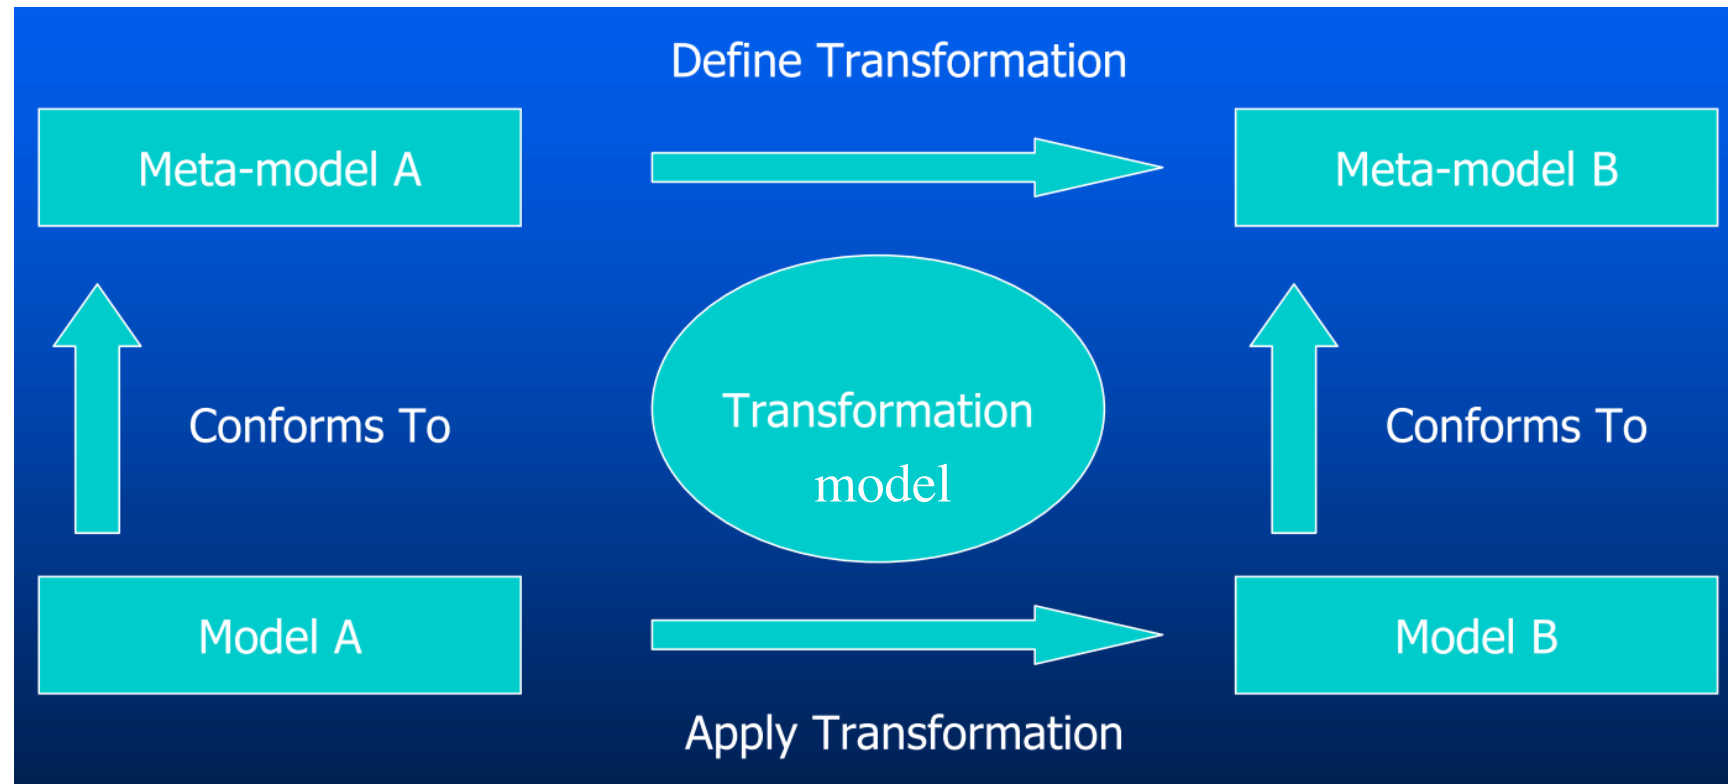 Define Transformation
Meta-model A
Meta-model B
Conforms To
Transformation
model
Conforms To
Model A
Model B
Apply Transformation